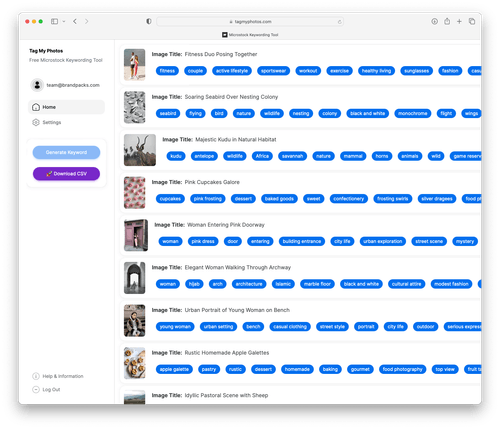 tagmyphotos.com
Microstock Keywording Tool
Tag My Photos
Free Microstock Keywording Tool
team@brandpacks.com
Home
Settings
Generate Keyword
Download CSV
Help & Information
Log Out
Image Title: Fitness Duo Posing Together
fitness couple active lifestyle sportswear workout exercise healthy living sunglasses fashion
Image Title: Soaring Seabird Over Nesting Colony
seabird flying bird nature wildlife nesting colony black and white monochrome flight wings
Image Title: Majestic Kudu in Natural Habitat
kudu antelope wildlife Africa savannah nature mammal horns animals wild game reserve
Image Title: Pink Cupcakes Galore
cupcakes pink frosting dessert baked goods sweet confectionery frosting swirls silver dragees
Image Title: Woman Entering Pink Doorway
woman pink dress door entering building entrance city life urban exploration street scene mystery
Image Title: Elegant Woman Walking Through Archway
woman hijab arch architecture Islamic marble floor black and white cultural attire modest fashion
Image Title: Urban Portrait of Young Woman on Bench
young woman urban setting bench casual clothing street style portrait city life outdoor serious
Image Title: Rustic Homemade Apple Galettes
apple galette pastry rustic dessert homemade baking gourmet food photography top view
Image Title: Idyllic Pastoral Scene with Sheep